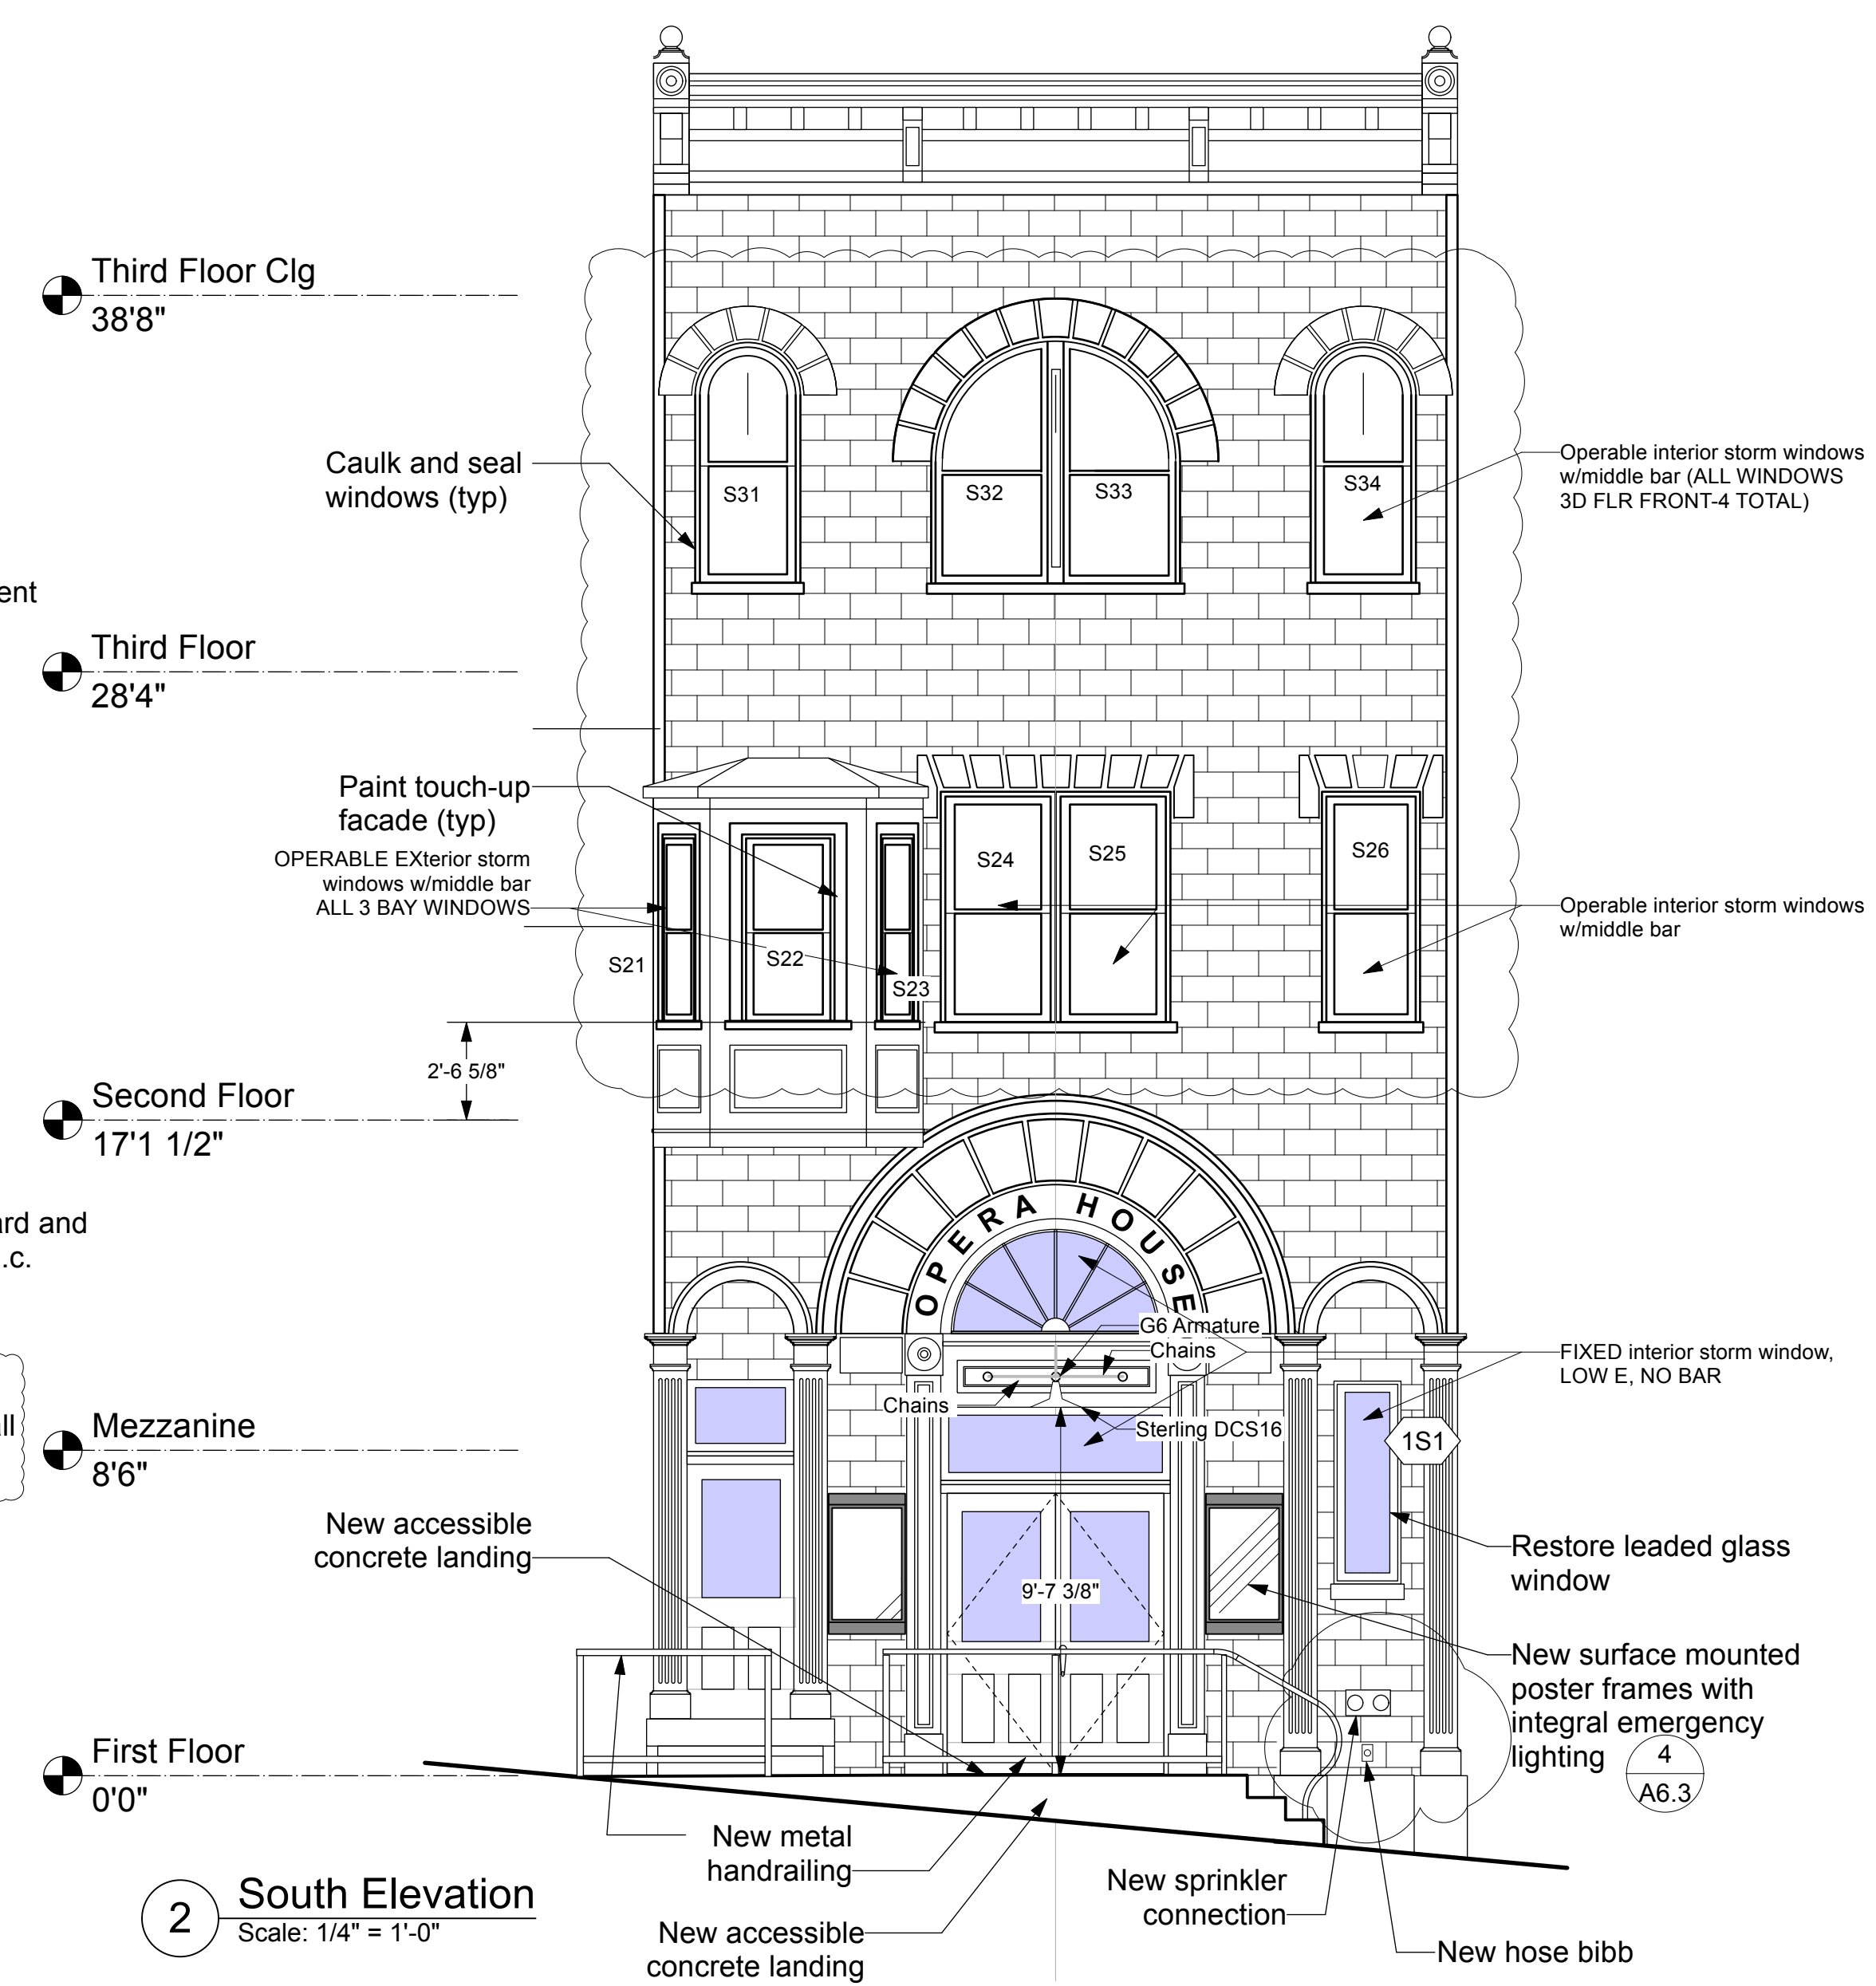 Third Floor Clg
38'8"
Caulk and seal
windows (typ)
S31
S32
S33
S34
Operable interior storm windows
w/middle bar (ALL WINDOWS
3D FLR FRONT-4 TOTAL)
ent
Third Floor
28'4"
Paint touch-up
facade (typ)
OPERABLE EXterior storm
windows w/middle bar
ALL 3 BAY WINDOWS
S21
S22
S23
S24
S25
S26
Operable interior storm windows
w/middle bar
2'-6 5/8"
Second Floor
17'1 1/2"
ard and
.c.
OPERA HOUSE
G6 Armature
Chains
Chains
Sterling DCS16
FIXED interior storm window,
LOW E, NO BAR
1S1
all
Mezzanine
8'6"
New accessible
concrete landing
9'-7 3/8"
Restore leaded glass
window
New surface mounted
poster frames with
integral emergency
lighting
4
A6.3
First Floor
0'0"
New metal
handrailing
New sprinkler
connection
2
South Elevation
Scale: 1/4" = 1'-0"
New accessible
concrete landing
New hose bibb